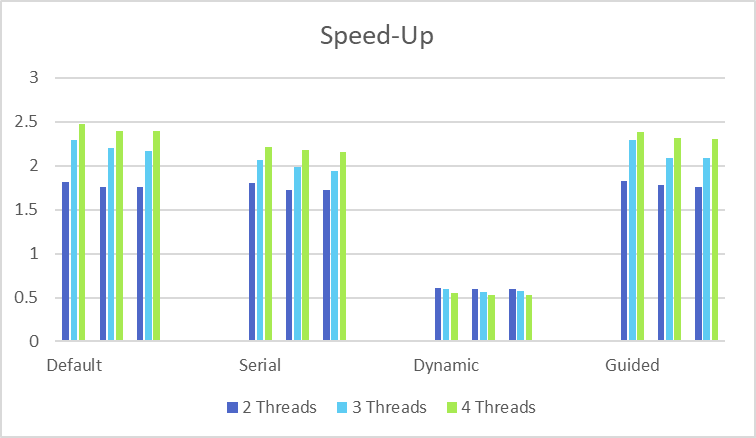 Speed-Up
3
2.5
2
1.5
1
0.5
0
Default Serial Dynamic Guided
2 Threads 3 Threads 4 Threads